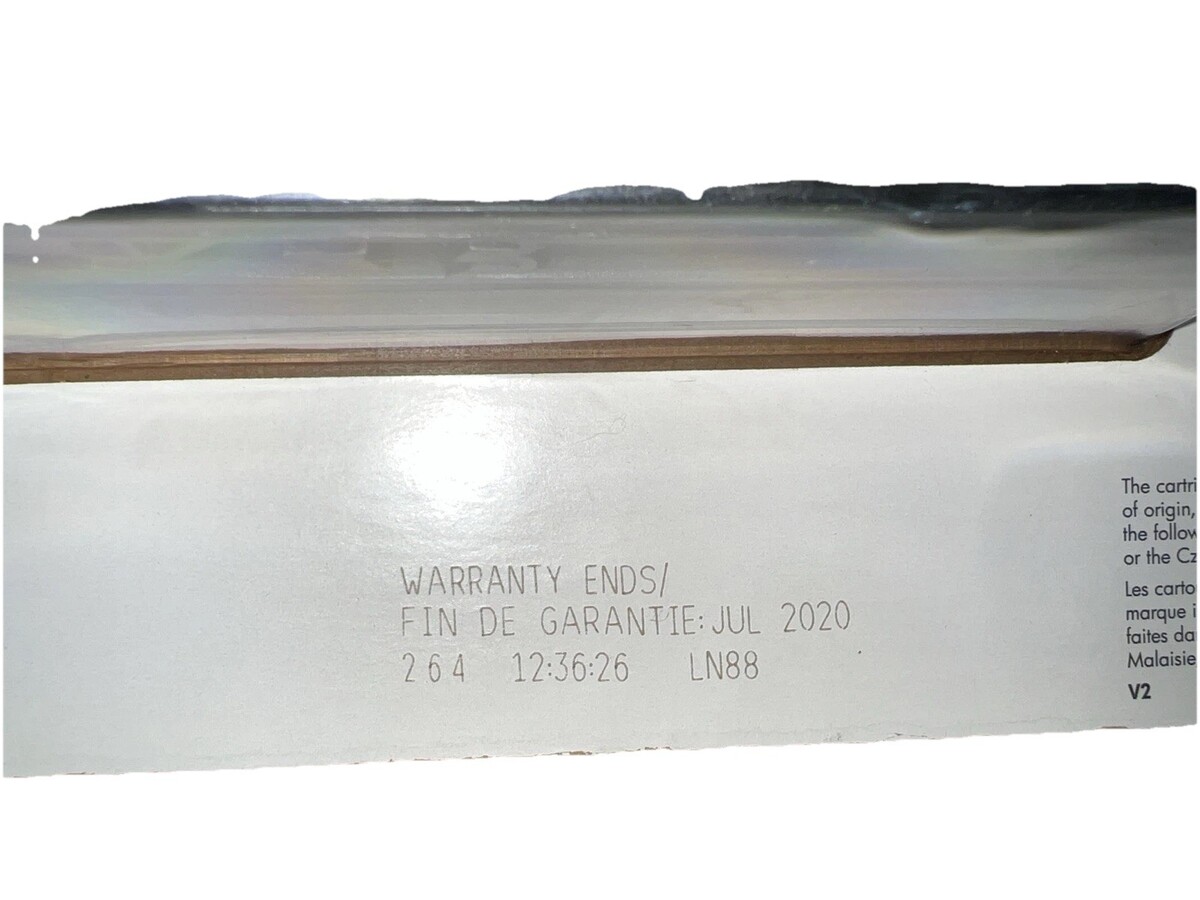 WARRANTY ENDS/
FIN DE GARANTIE: JUL 2020
264 12:36:26 LN88
The cartri
of origin,
the follow
or the Cz
Les carto
marque i
faites da
Malaisie
V2